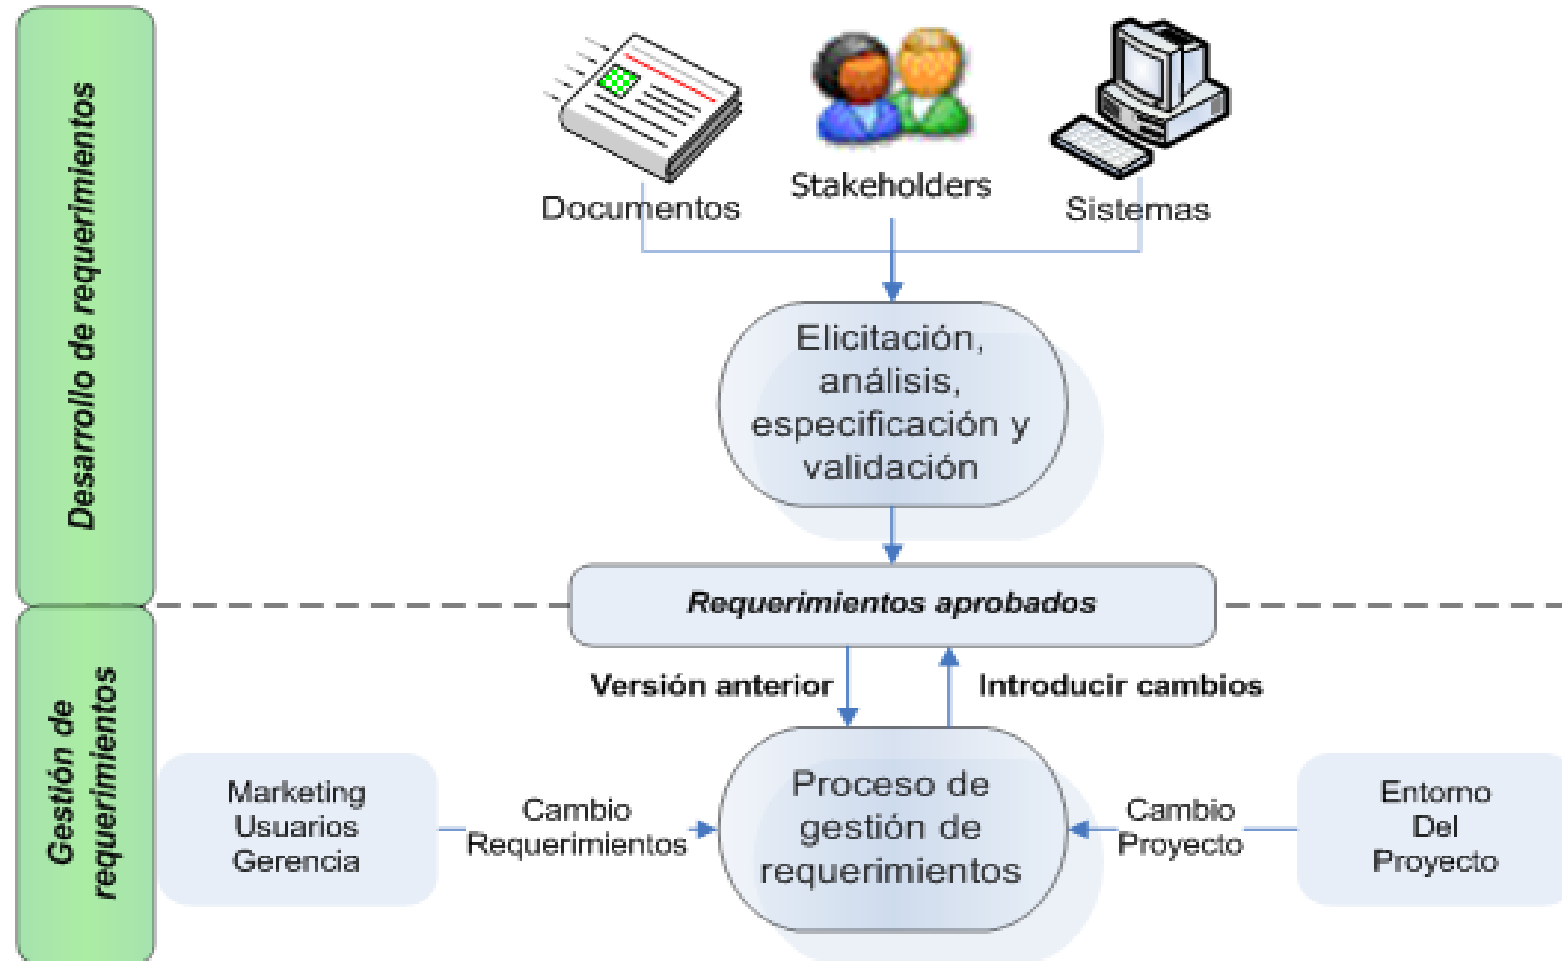 Desarrollo de requerimientos
Documentos
Stakeholders
Sistemas
Elicitación,
análisis,
especificación y
validación
Requerimientos aprobados
Gestión de
requerimientos
Versión anterior
Introducir cambios
Marketing
Usuarios
Gerencia
Cambio
Requerimientos
Proceso de
gestión de
requerimientos
Cambio
Proyecto
Entorno
Del
Proyecto